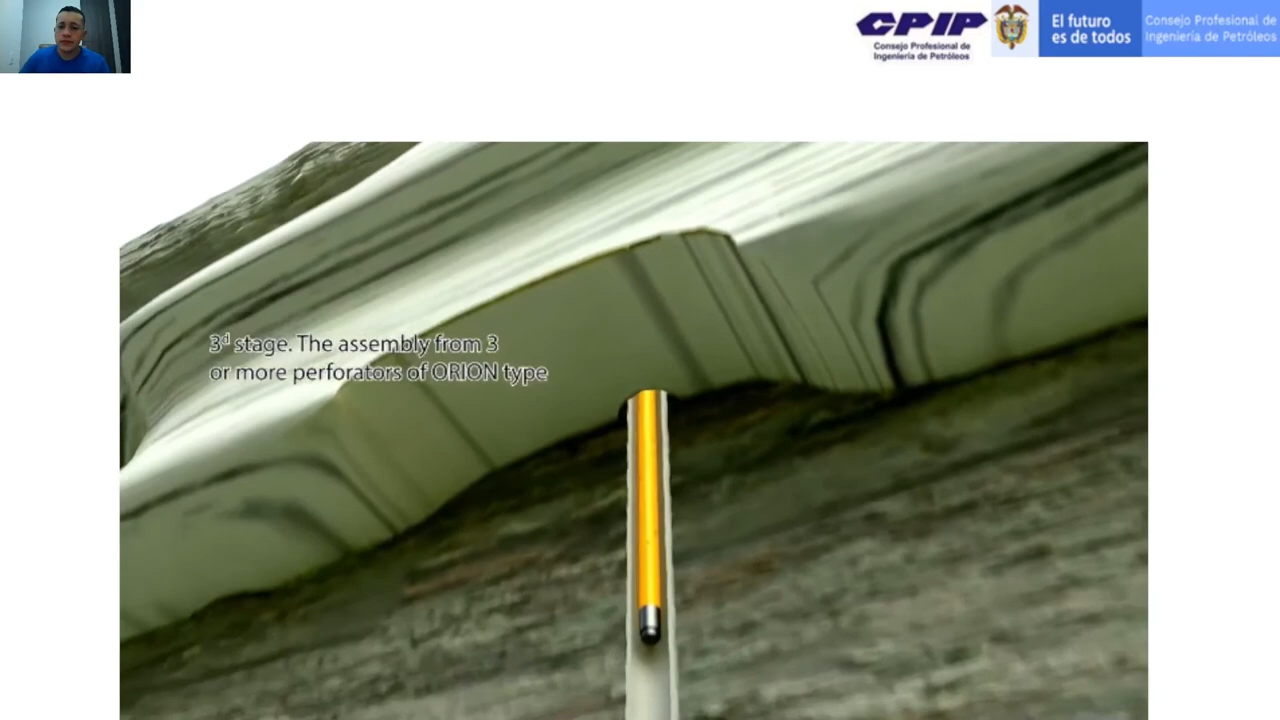 CPIP
Consejo Profesional de
Ingeniería de Petróleos
El futuro
es de todos
Consejo Profesional de
Ingeniería de Petróleos
3d stage. The assembly from 3
or more perforators of ORION type